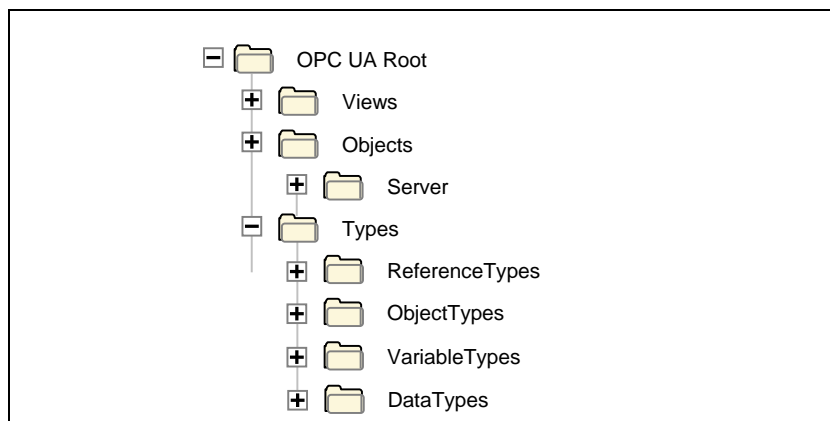 OPC UA Root
Views
Objects
Server
Types
ReferenceTypes
ObjectTypes
VariableTypes
DataTypes